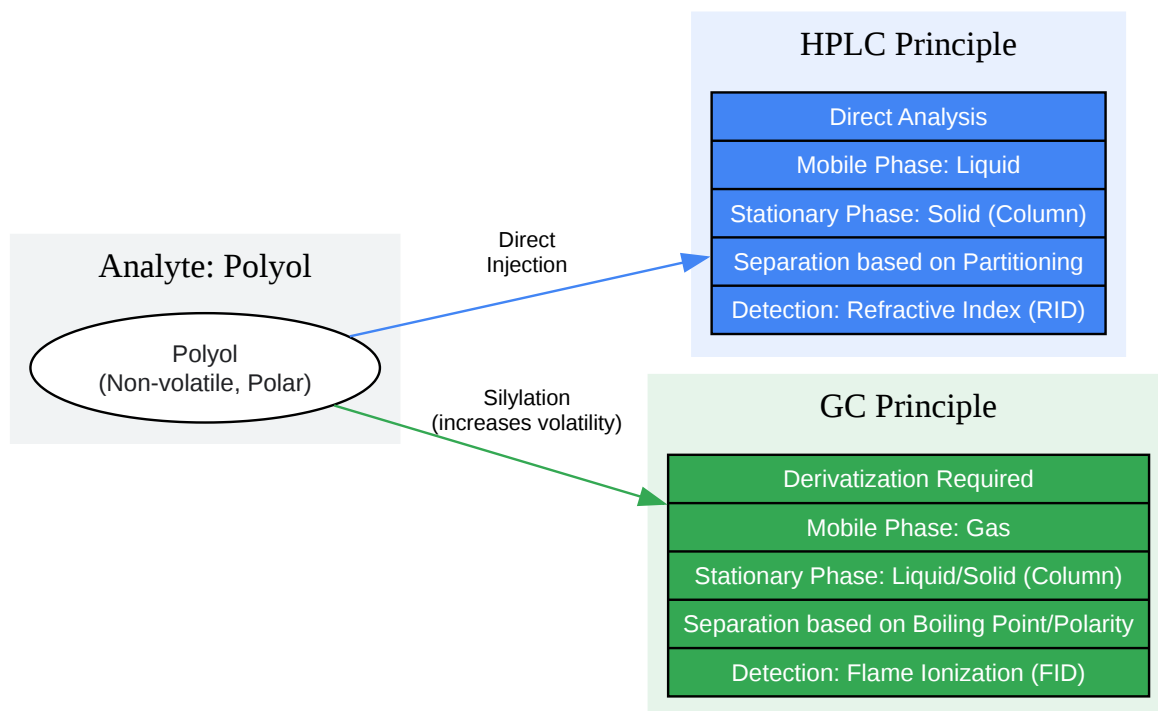 HPLC Principle
Direct Analysis
Mobile Phase: Liquid
Stationary Phase: Solid (Column)
Separation based on Partitioning
Detection: Refractive Index (RID)
Direct
Injection
Analyte: Polyol
Polyol
(Non-volatile, Polar)
Silylation
(increases volatility)
GC Principle
Derivatization Required
Mobile Phase: Gas
Stationary Phase: Liquid/Solid (Column)
Separation based on Boiling Point/Polarity
Detection: Flame Ionization (FID)